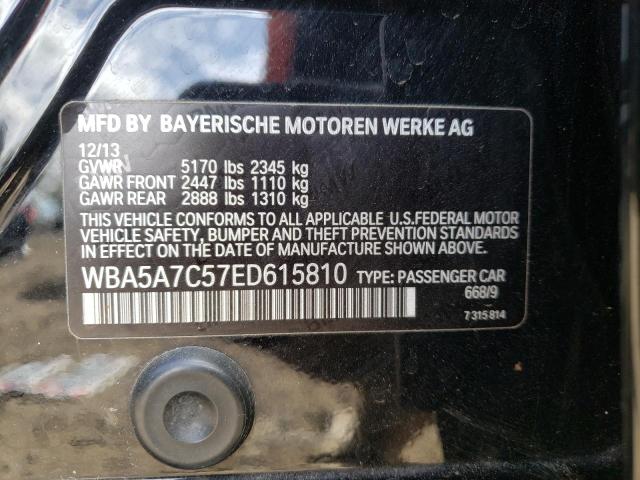 MFD BY BAYERISCHE MOTOREN WERKE AG
12/13
GVWR 5170 lbs 2345 kg
GAWR FRONT 2447 lbs 1110 kg
GAWR REAR 2888 lbs 1310 kg
THIS VEHICLE CONFORMS TO ALL APPLICABLE U.S.FEDERAL MOTOR
VEHICLE SAFETY, BUMPER AND THEFT PREVENTION STANDARDS
IN EFFECT ON THE DATE OF MANUFACTURE SHOWN ABOVE.
WBA5A7C57ED615810 TYPE: PASSENGER CAR
668/9
7 315 814